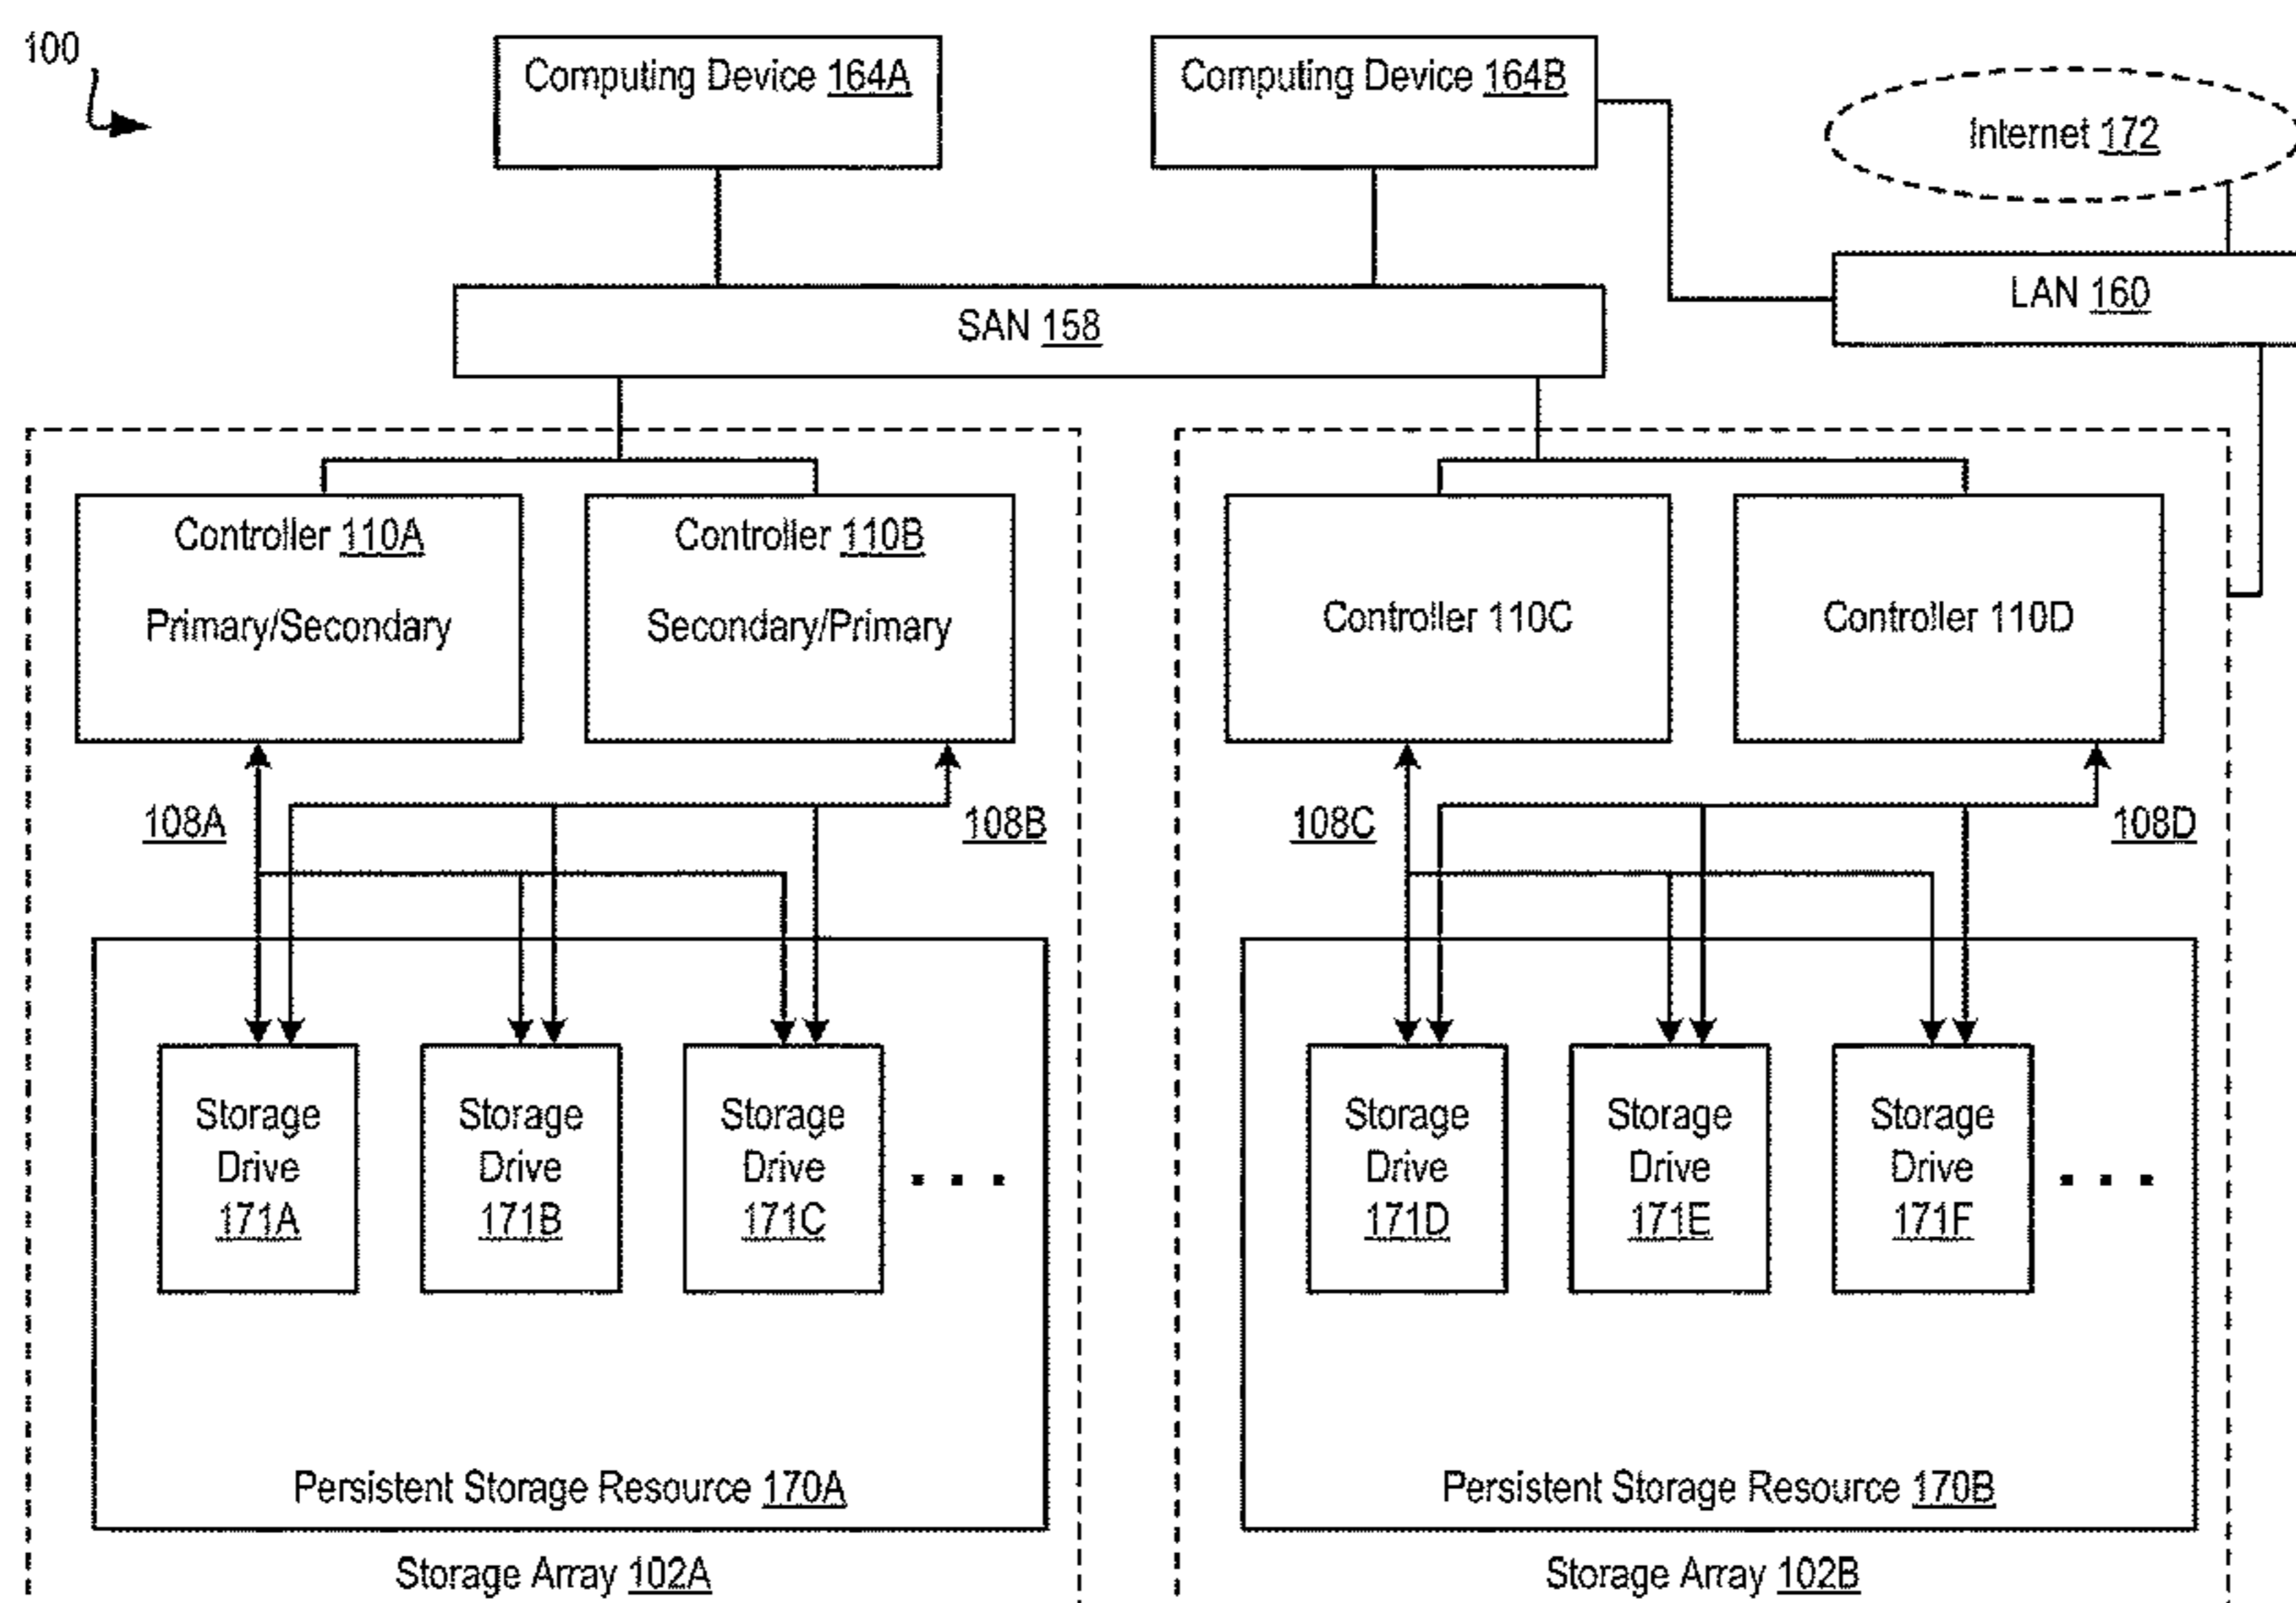 100
Computing Device 164A
Computing Device 164B
Internet 172
LAN 160
SAN 158
Controller 110A
Primary/Secondary
Controller 110B
Secondary/Primary
Controller 110C
Controller 110D
108A
108B
108C
108D
Storage
Drive
171A
Storage
Drive
171B
Storage
Drive
171C
. . .
Storage
Drive
171D
Storage
Drive
171E
Storage
Drive
171F
. . .
Persistent Storage Resource 170A
Persistent Storage Resource 170B
Storage Array 102A
Storage Array 102B